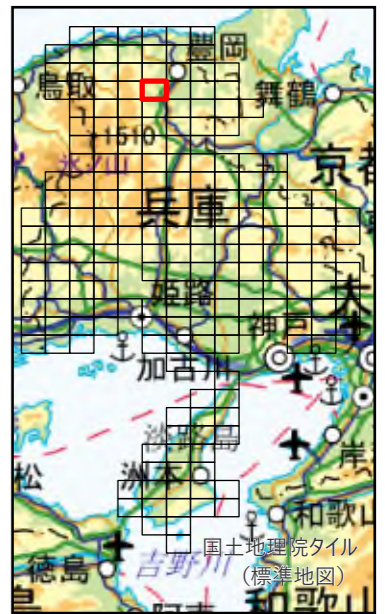 豊岡
鳥取
舞鶴
1510
氷ノ山
京都
兵庫
姫路
神戸
大
加古川
淡路島
松
洲本
岸
和歌山
国土地理院タイル
(標準地図)
徳島
吉野川
和歌